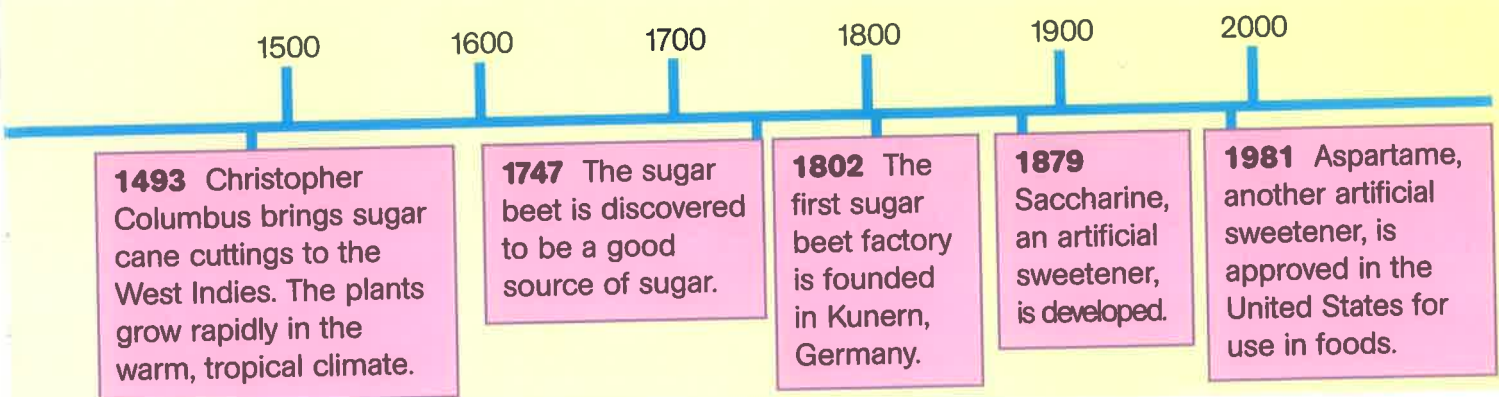 1500 1600 1700 1800 1900 2000
1493 Christopher
Columbus brings sugar
cane cuttings to the
West Indies. The plants
grow rapidly in the
warm, tropical climate.
1747 The sugar
beet is discovered
to be a good
source of sugar.
1802 The
first sugar
beet factory
is founded
in Kunern,
Germany.
1879
Saccharine,
an artificial
sweetener,
is developed.
1981 Aspartame,
another artificial
sweetener, is
approved in the
United States for
use in foods.